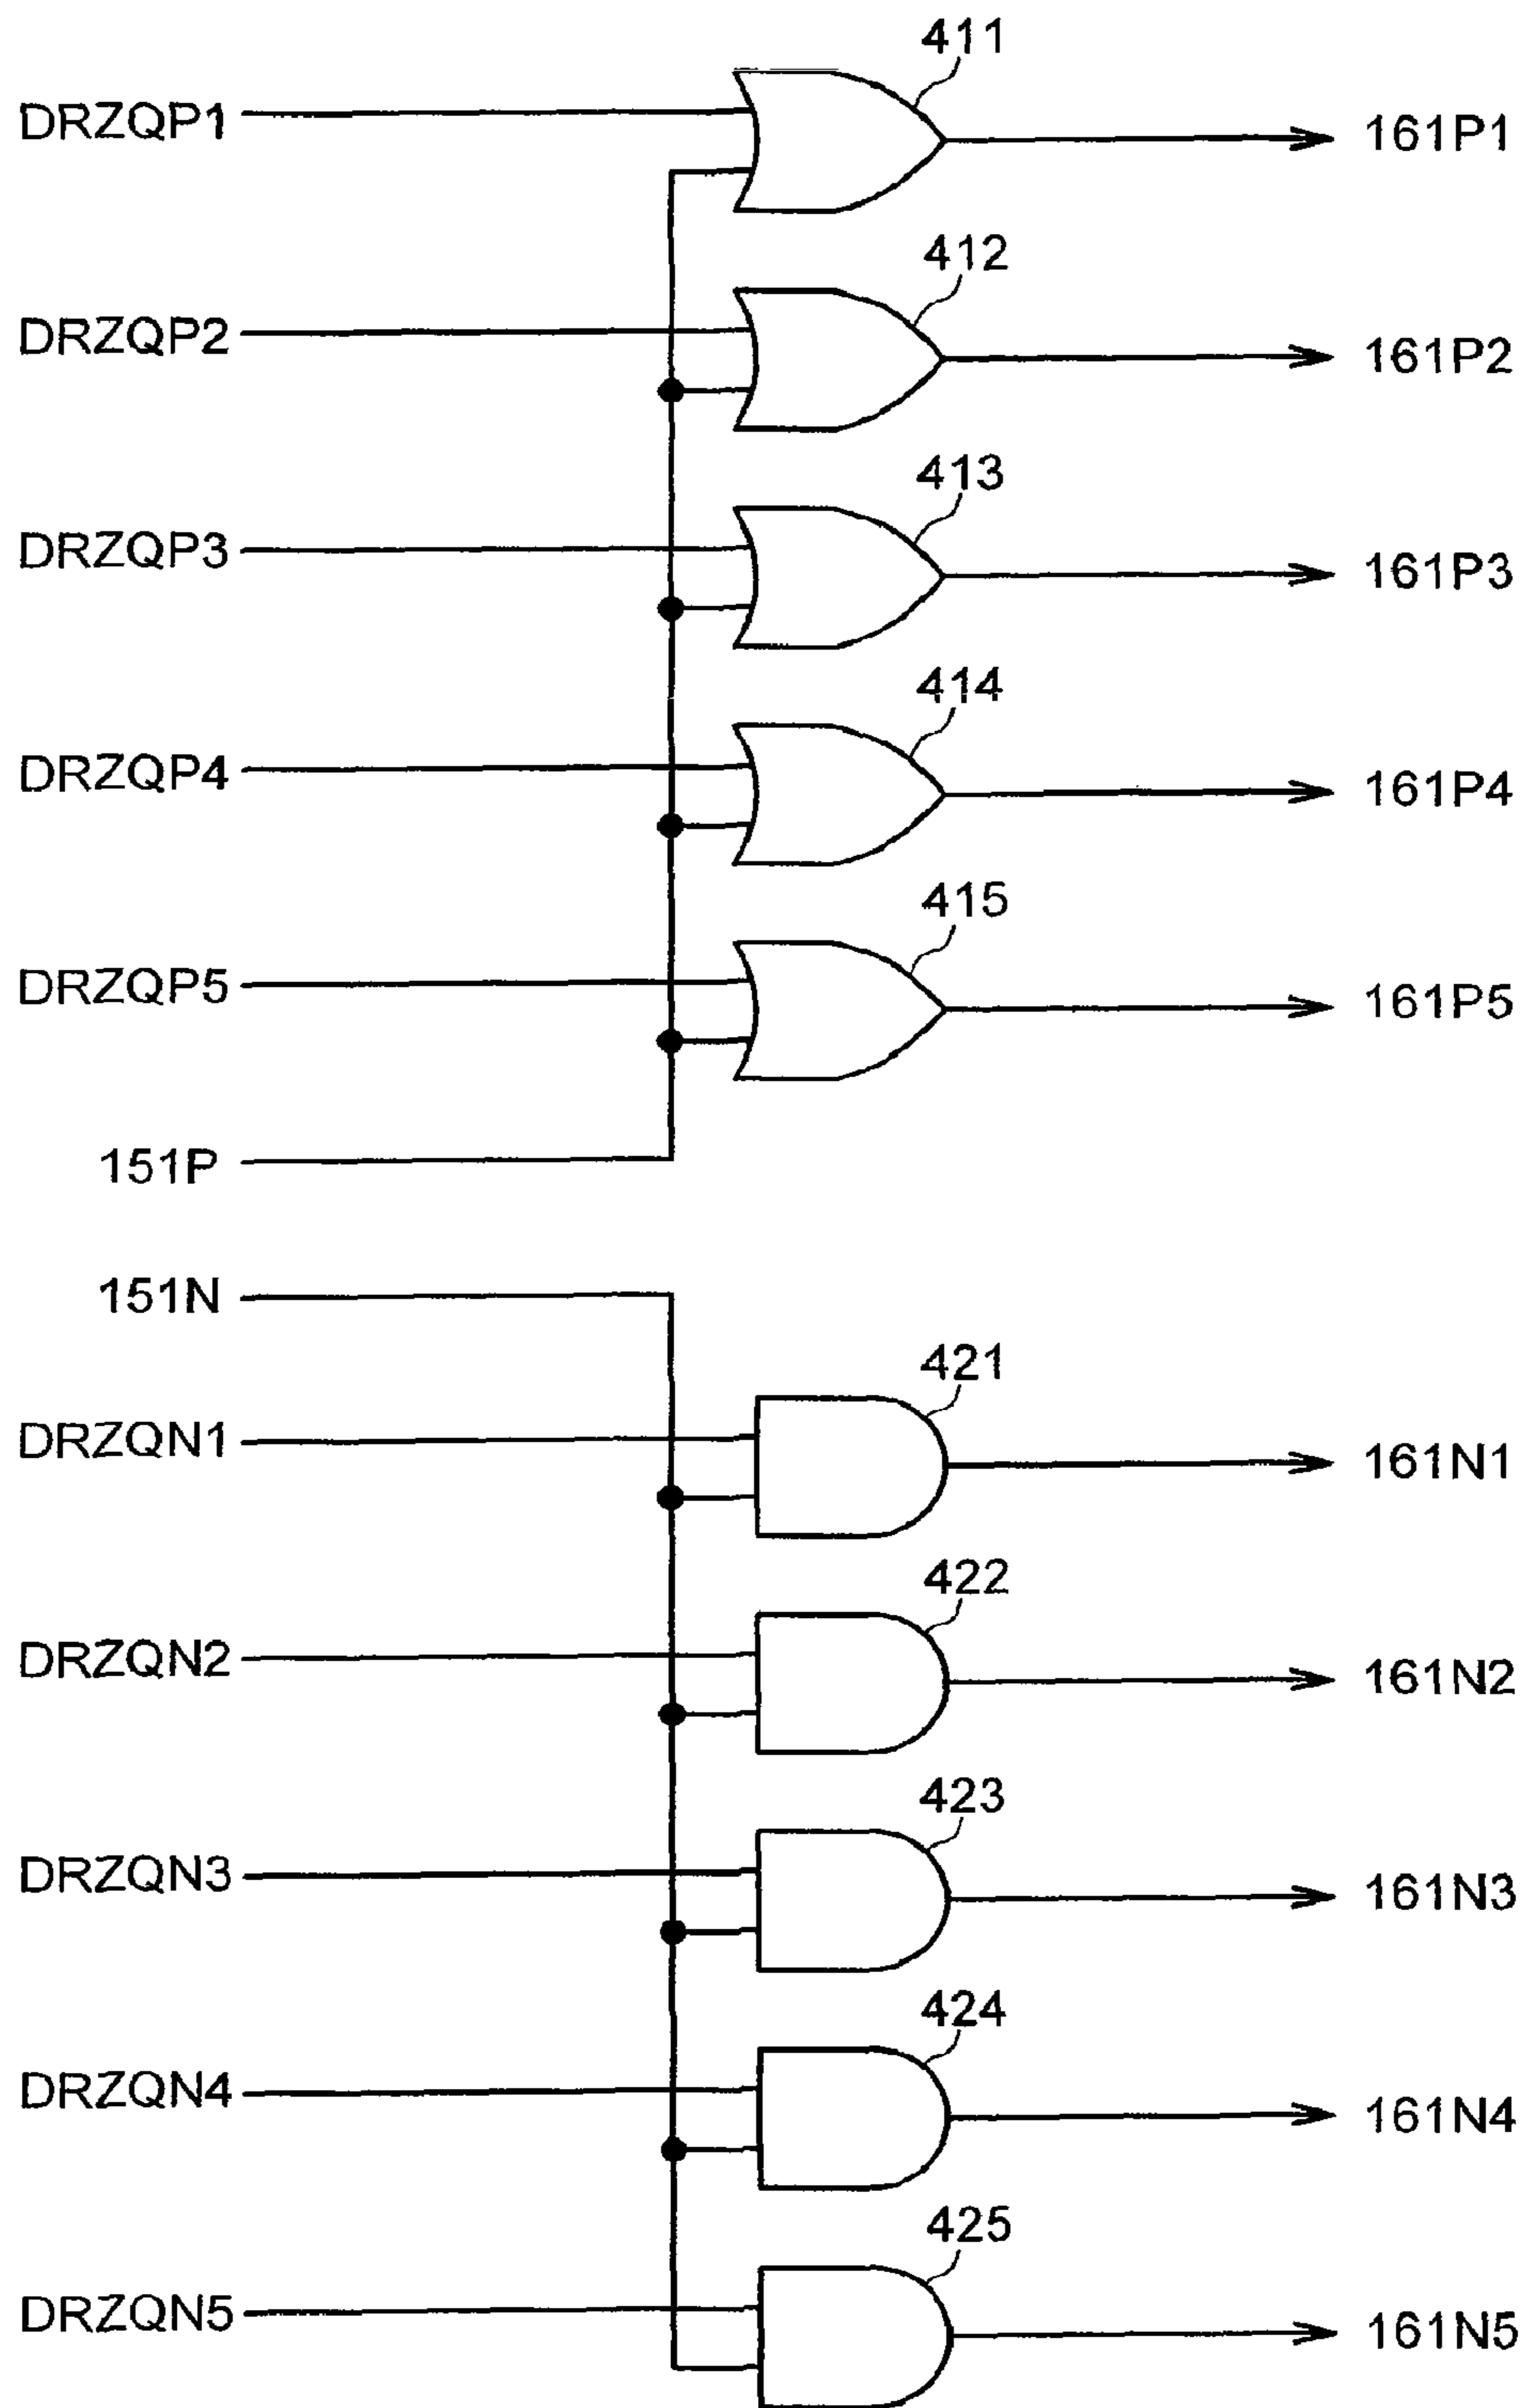 411
DRZQP1
161P1
412
DRZQP2
161P2
413
DRZQP3
161P3
414
DRZQP4
161P4
415
DRZQP5
161P5
151P
151N
421
DRZQN1
161N1
422
DRZQN2
161N2
423
DRZQN3
161N3
424
DRZQN4
161N4
425
DRZQN5
161N5